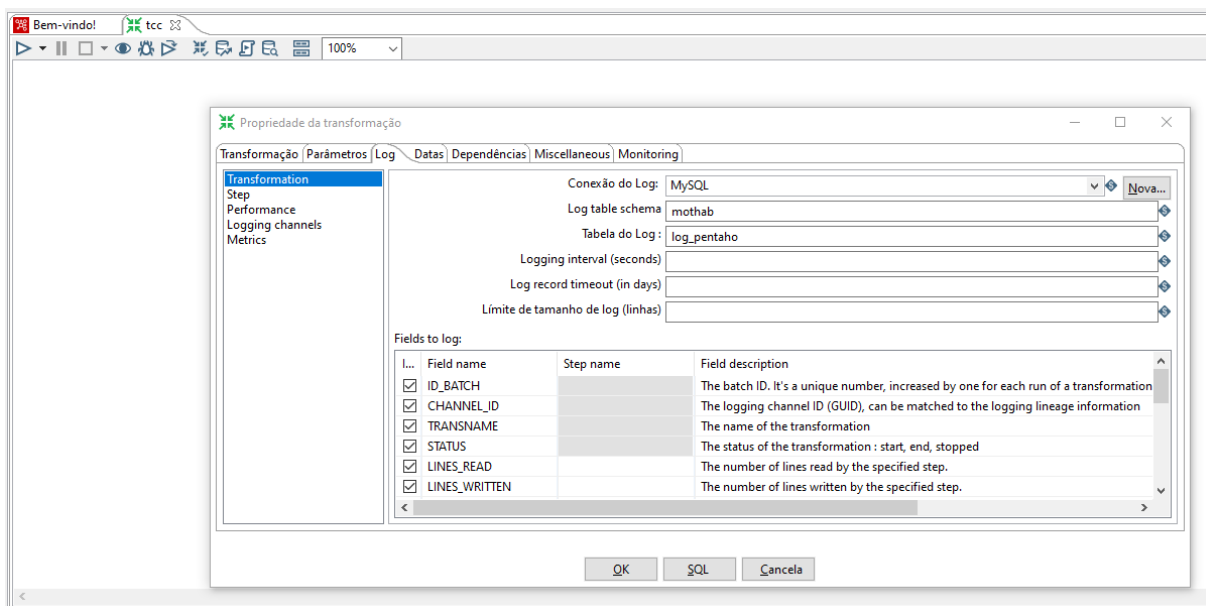 Bem-vindo! tcc
100%
Propriedade da transformação
Transformação Parâmetros Log Datas Dependências Miscellaneous Monitoring
Transformation
Step
Performance
Logging channels
Metrics
Conexão do Log: MySQL Nova...
Log table schema mothab
Tabela do Log : log_pentaho
Logging interval (seconds)
Log record timeout (in days)
Límite de tamanho de log (linhas)
Fields to log:
I... Field name Step name Field description
ID_BATCH The batch ID. It's a unique number, increased by one for each run of a transformation
CHANNEL_ID The logging channel ID (GUID), can be matched to the logging lineage information
TRANSNAME The name of the transformation
STATUS The status of the transformation : start, end, stopped
LINES_READ The number of lines read by the specified step.
LINES_WRITTEN The number of lines written by the specified step.
OK SQL Cancela